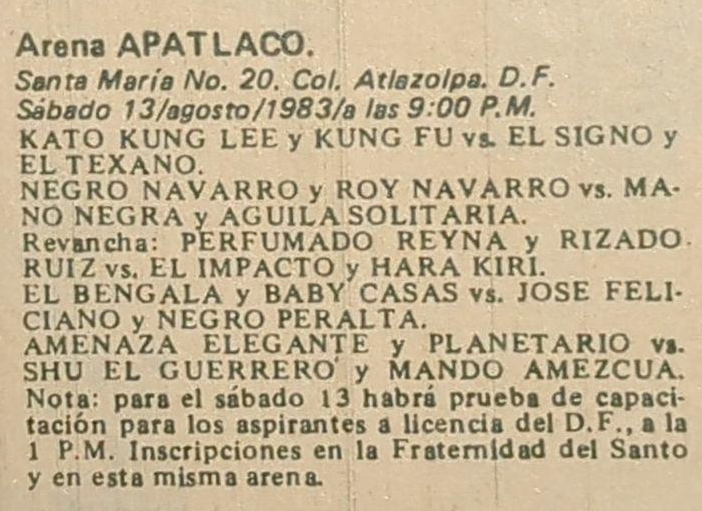 Arena APATLACO.
Santa María No. 20. Col. Atlazolpa. D.F.
Sábado 13/agosto/1983/a las 9:00 P.M.
KATO KUNG LEE y KUNG FU vs. EL SIGNO y
EL TEXANO.
NEGRO NAVARRO y ROY NAVARRO vs. MA-
NO NEGRA y AGUILA SOLITARIA.
Revancha: PERFUMADO REYNA y RIZADO
RUIZ vs. EL IMPACTO y HARA KIRI.
EL BENGALA y BABY CASAS vs. JOSE FELI-
CIANO y NEGRO PERALTA.
AMENAZA ELEGANTE y PLANETARIO vs.
SHU EL GUERRERO y MANDO AMEZCUA.
Nota: para el sábado 13 habrá prueba de capaci-
tación para los aspirantes a licencia del D.F., a la
1 P.M. Inscripciones en la Fraternidad del Santo
y en esta misma arena.